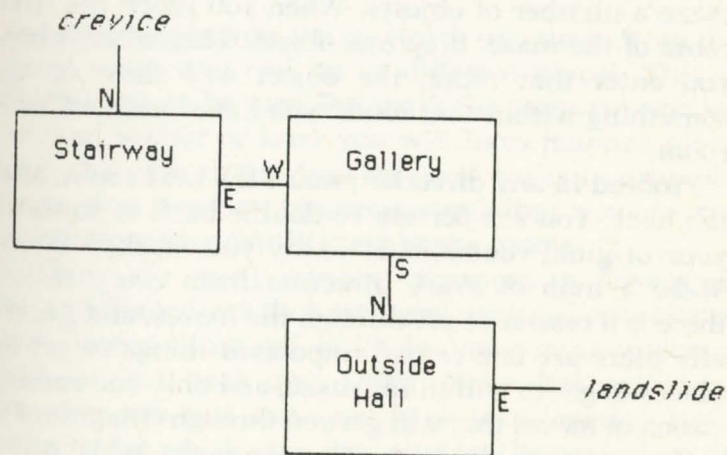 crevice
N
Stairway
E
W
Gallery
S
N
Outside
Hall
E
landslide